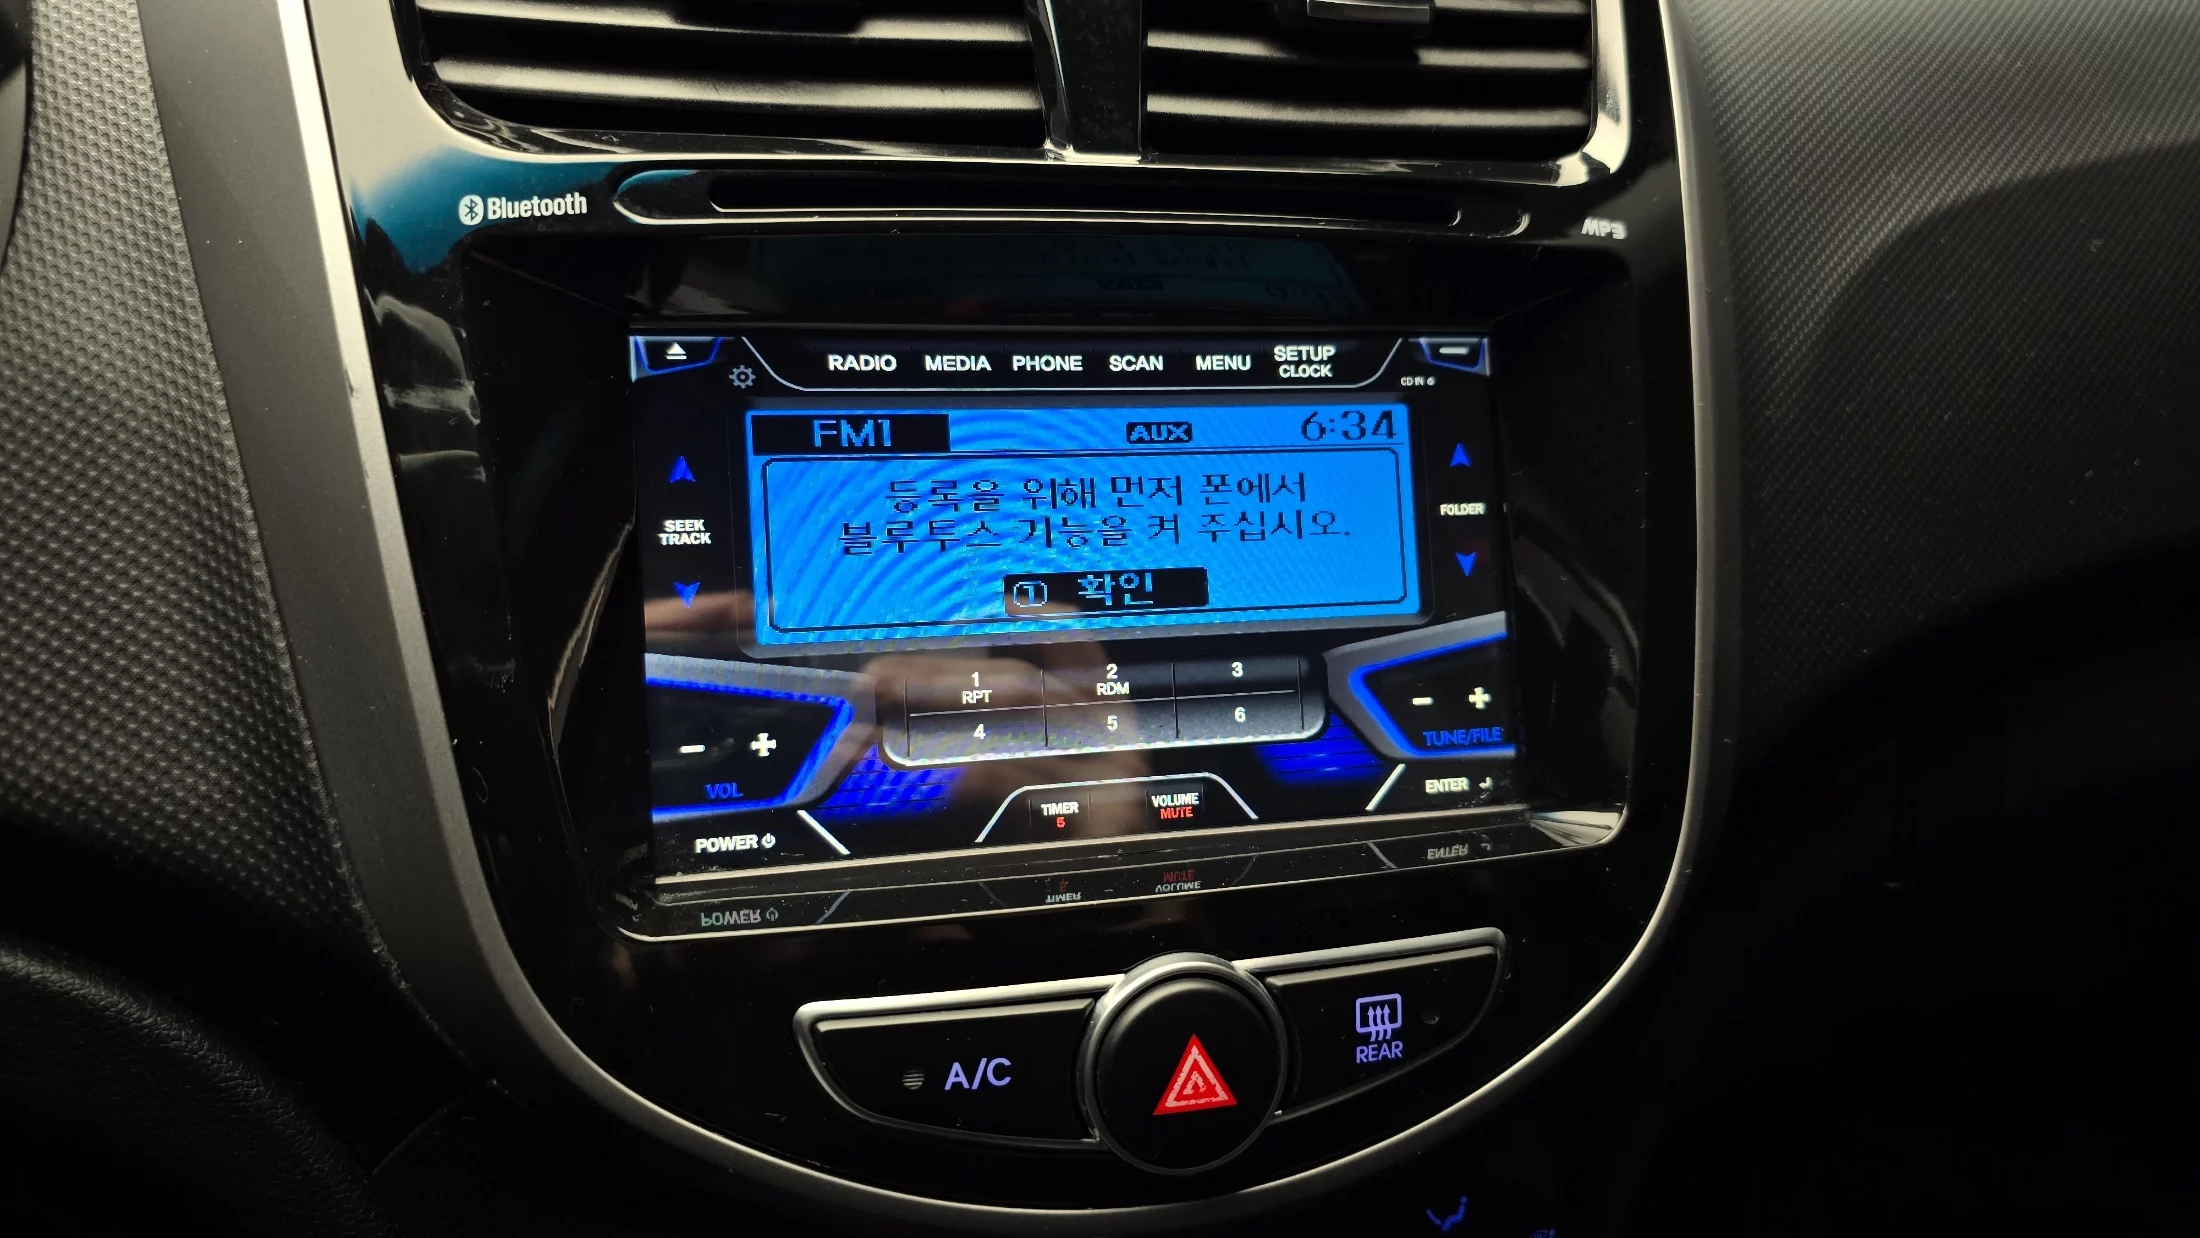 Bluetooth
MP3
RADIO MEDIA PHONE SCAN MENU SETUP CLOCK
CD IN
FM1 AUX 6:34
등록을 위해 먼저 폰에서
블루투스 기능을 켜 주십시오.
① 확인
SEEK
TRACK
FOLDER
1 2 3
RPT RDM
4 5 6
VOL
TUNE/FILE
POWER
TIMER
5
VOLUME
MUTE
ENTER
A/C
REAR